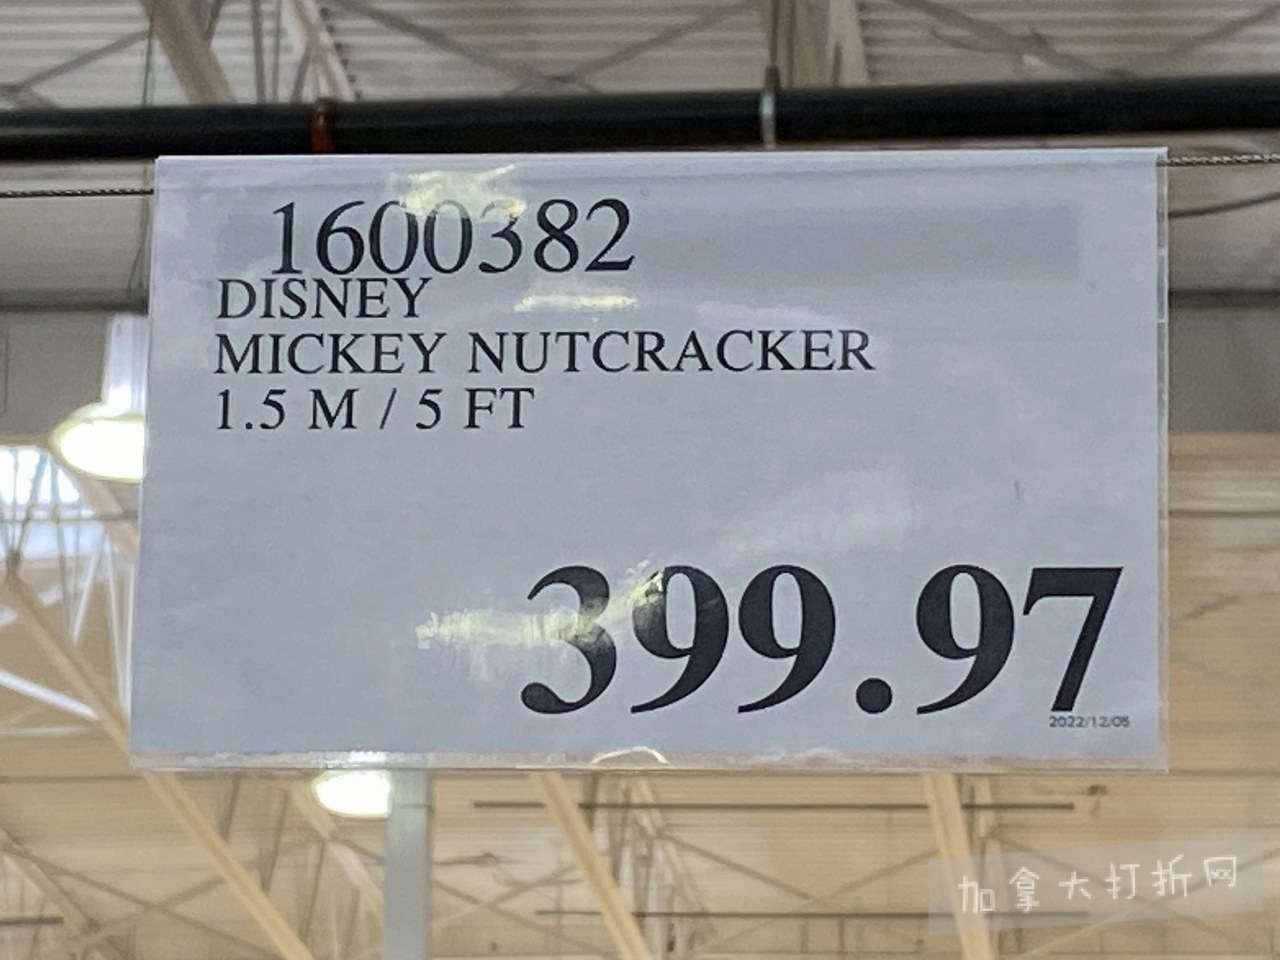 1600382
DISNEY
MICKEY NUTCRACKER
1.5 M / 5 FT
399.97
2022/12/05
加拿大打折网